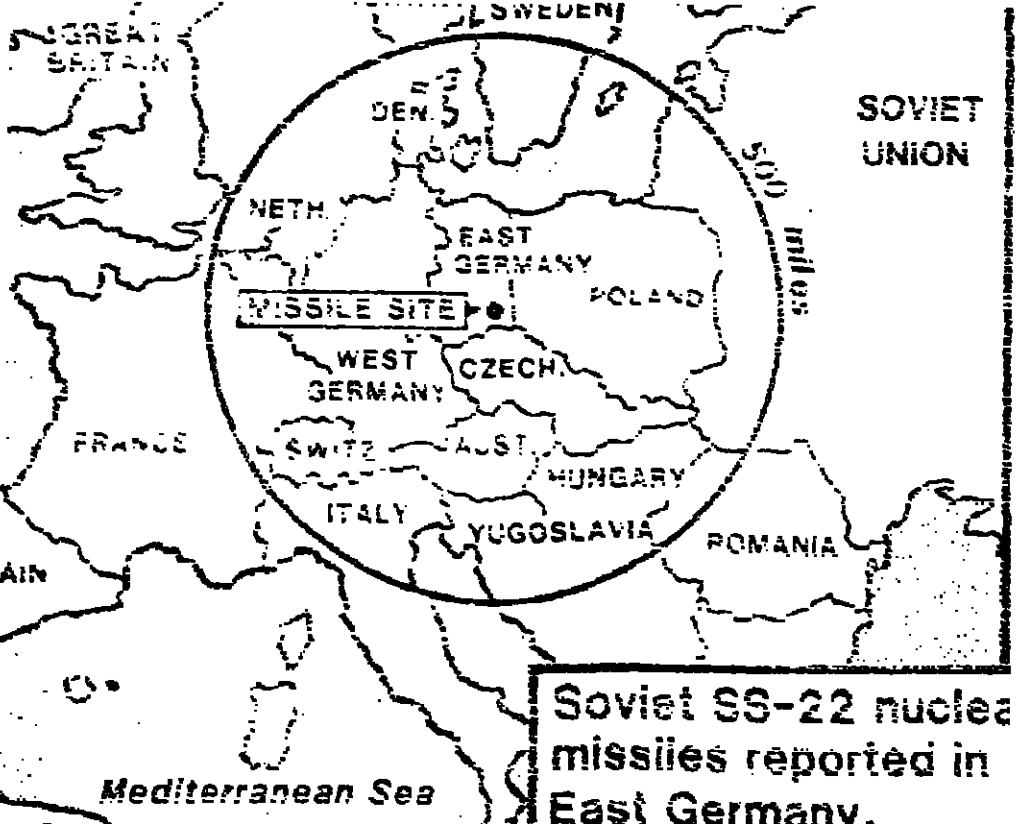 SWEDEN
GREAT
BRITAIN
DEN.
SOVIET
UNION
500
miles
NETH.
EAST
GERMANY
POLAND
MISSILE SITE
WEST
GERMANY
CZECH.
FRANCE
SWITZ
AUST.
HUNGARY
ITALY
YUGOSLAVIA
ROMANIA
AIN
Mediterranean Sea
Soviet SS-22 nuclea
missiles reported in
East Germany.